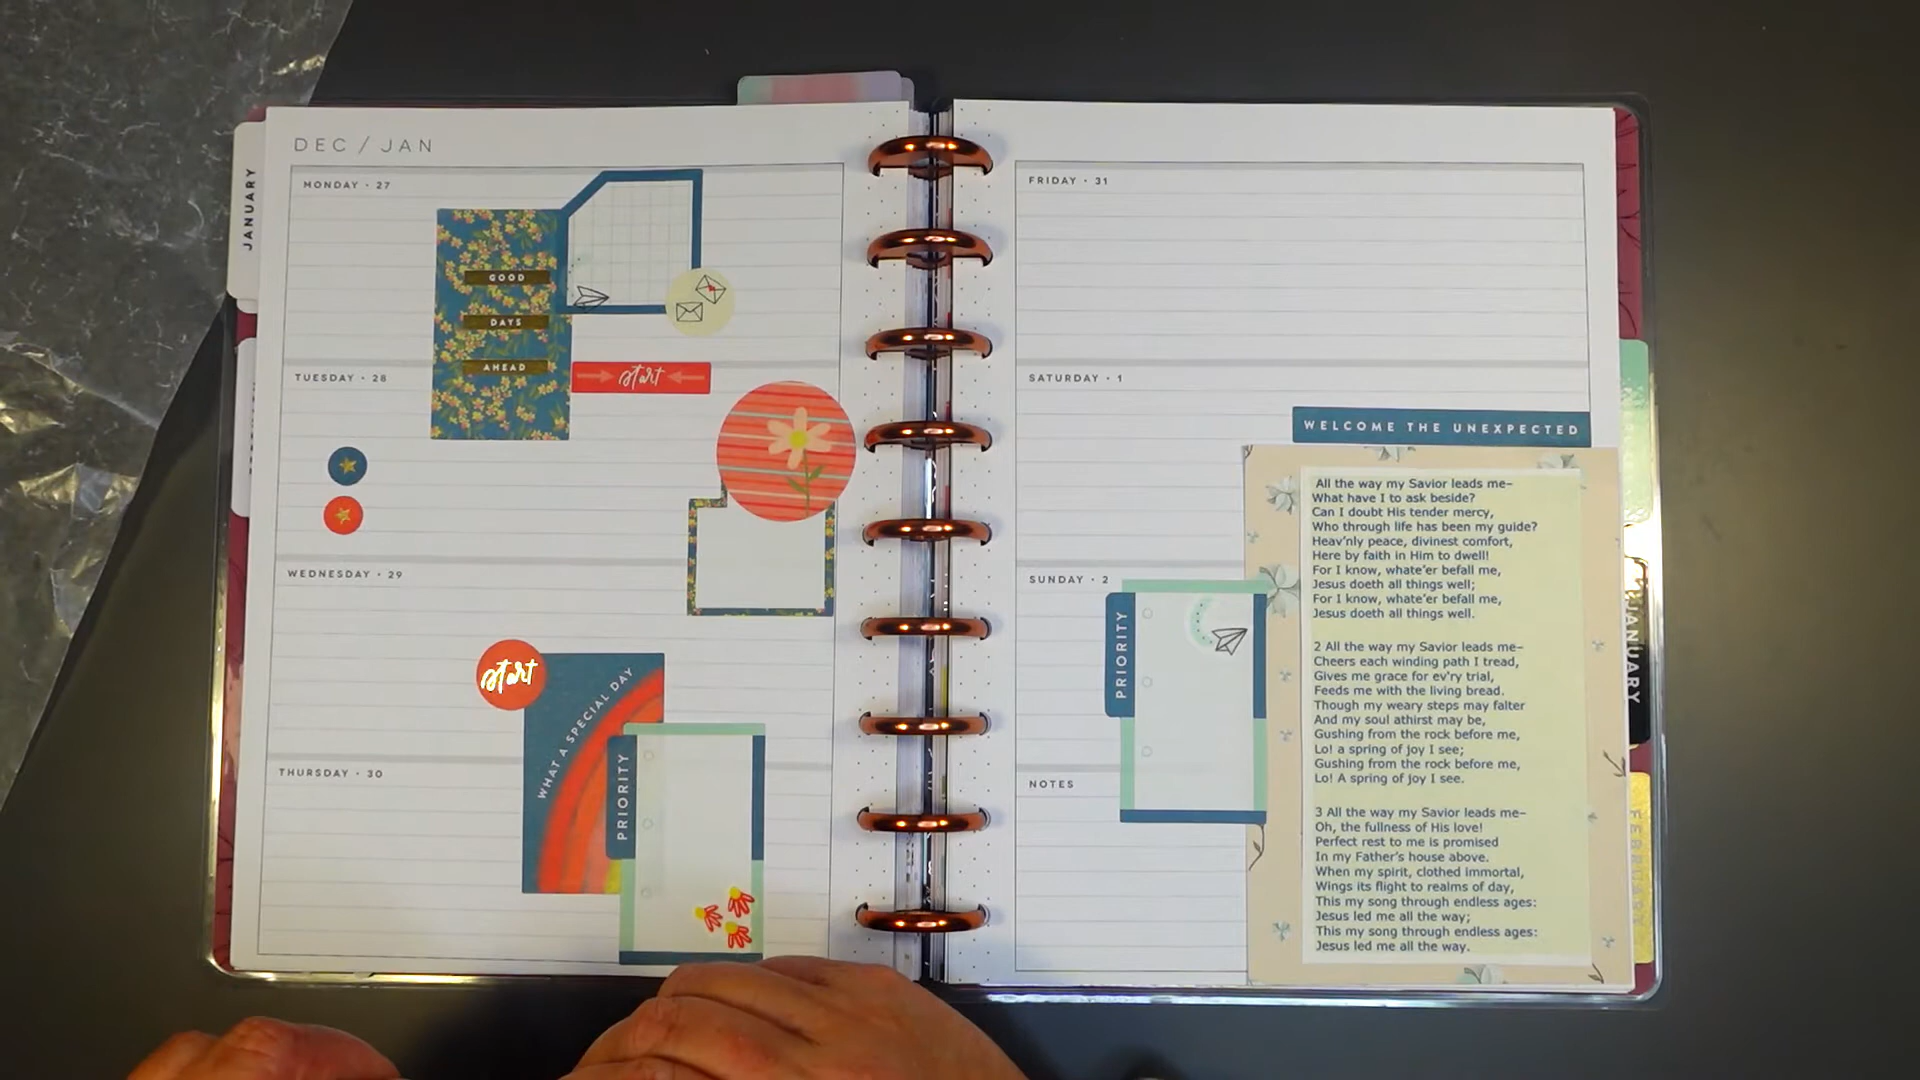 DEC / JAN
JANUARY
MONDAY · 27
GOOD
DAYS
AHEAD
TUESDAY · 28
start
WEDNESDAY · 29
start
WHAT A SPECIAL DAY
PRIORITY
THURSDAY · 30
FRIDAY · 31
SATURDAY · 1
WELCOME THE UNEXPECTED
SUNDAY · 2
PRIORITY
NOTES
All the way my Savior leads me–
What have I to ask beside?
Can I doubt His tender mercy,
Who through life has been my guide?
Heav'nly peace, divinest comfort,
Here by faith in Him to dwell!
For I know, whate'er befall me,
Jesus doeth all things well;
For I know, whate'er befall me,
Jesus doeth all things well.
2 All the way my Savior leads me–
Cheers each winding path I tread,
Gives me grace for ev'ry trial,
Feeds me with the living bread.
Though my weary steps may falter
And my soul athirst may be,
Gushing from the rock before me,
Lo! a spring of joy I see;
Gushing from the rock before me,
Lo! A spring of joy I see.
3 All the way my Savior leads me–
Oh, the fullness of His love!
Perfect rest to me is promised
In my Father's house above.
When my spirit, clothed immortal,
Wings its flight to realms of day,
This my song through endless ages:
Jesus led me all the way;
This my song through endless ages:
Jesus led me all the way.
JANUARY
FEBRUARY